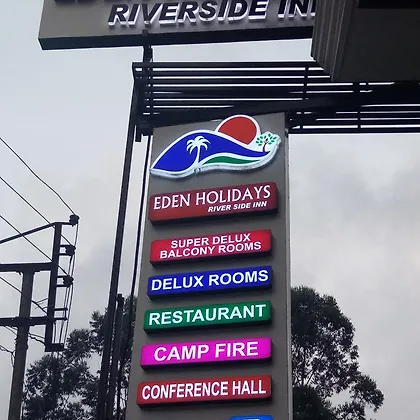 RIVERSIDE INN
EDEN HOLIDAYS
RIVER SIDE INN
SUPER DELUX
BALCONY ROOMS
DELUX ROOMS
RESTAURANT
CAMP FIRE
CONFERENCE HALL